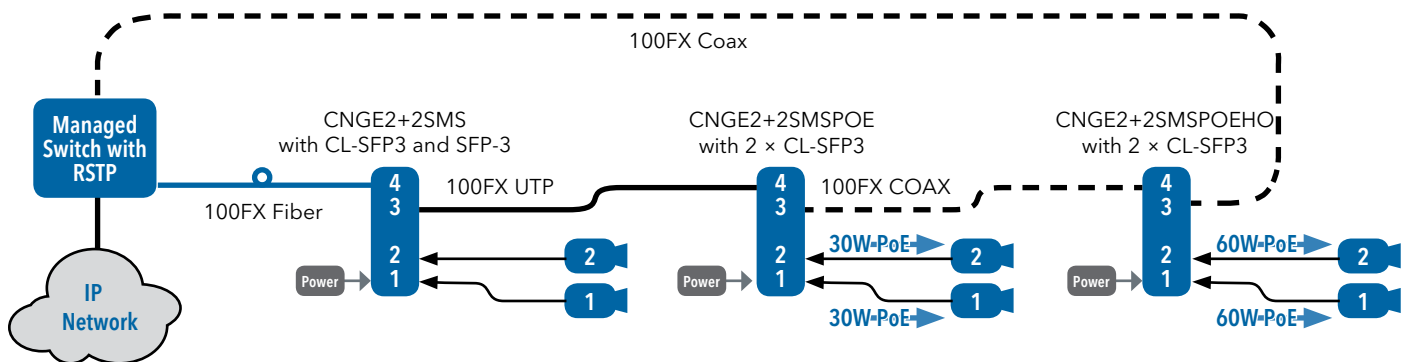 100FX Coax
Managed
Switch with
RSTP
CNGE2+2SMS
with CL-SFP3 and SFP-3
CNGE2+2SMSPOE
with 2 × CL-SFP3
CNGE2+2SMSPOEHO
with 2 × CL-SFP3
100FX Fiber
4
3
2
1
100FX UTP
4
3
2
1
100FX COAX
4
3
2
1
Power
2
1
Power
30W PoE
2
1
30W PoE
Power
60W PoE
2
1
60W PoE
IP
Network